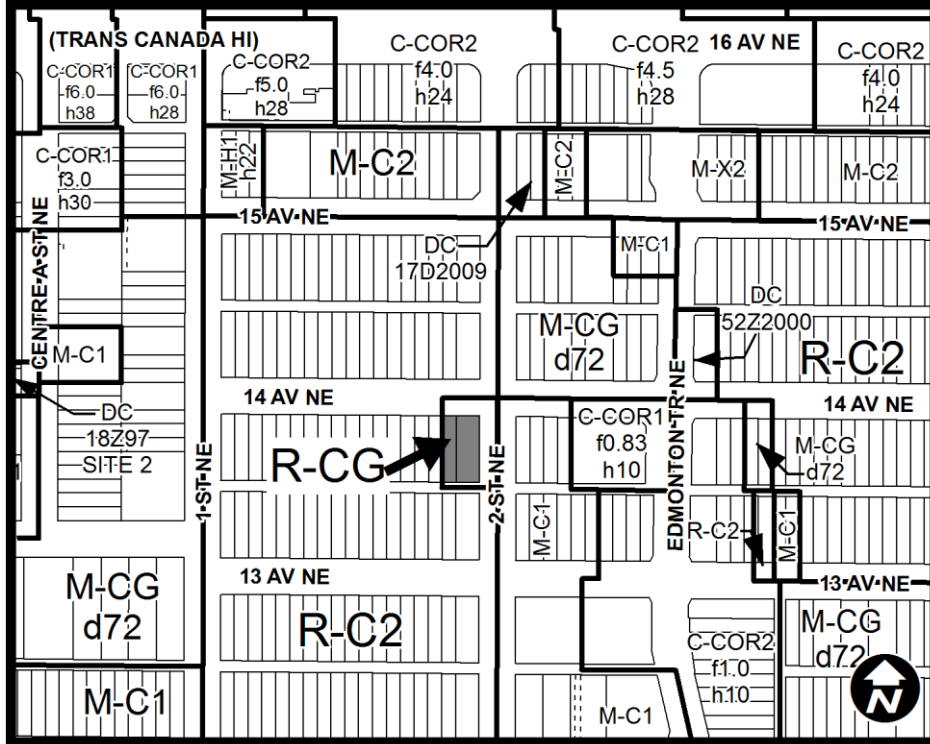 (TRANS CANADA HI)
16 AV NE
C-COR1
f6.0
h38
C-COR1
f6.0
h28
C-COR2
f5.0
h28
C-COR2
f4.0
h24
C-COR2
f4.5
h28
C-COR2
f4.0
h24
C-COR1
f3.0
h30
M-H1
h22
M-C2
M-C2
M-X2
M-C2
15 AV NE
15 AV NE
CENTRE A ST NE
DC
17D2009
M-C1
DC
52Z2000
M-C1
M-CG
d72
R-C2
DC
18Z97
SITE 2
14 AV NE
14 AV NE
R-CG
C-COR1
f0.83
h10
M-CG
d72
1 ST NE
2 ST NE
EDMONTON TR NE
M-C1
R-C2
M-C1
13 AV NE
13 AV NE
M-CG
d72
R-C2
C-COR2
f1.0
h10
M-CG
d72
M-C1
M-C1
N